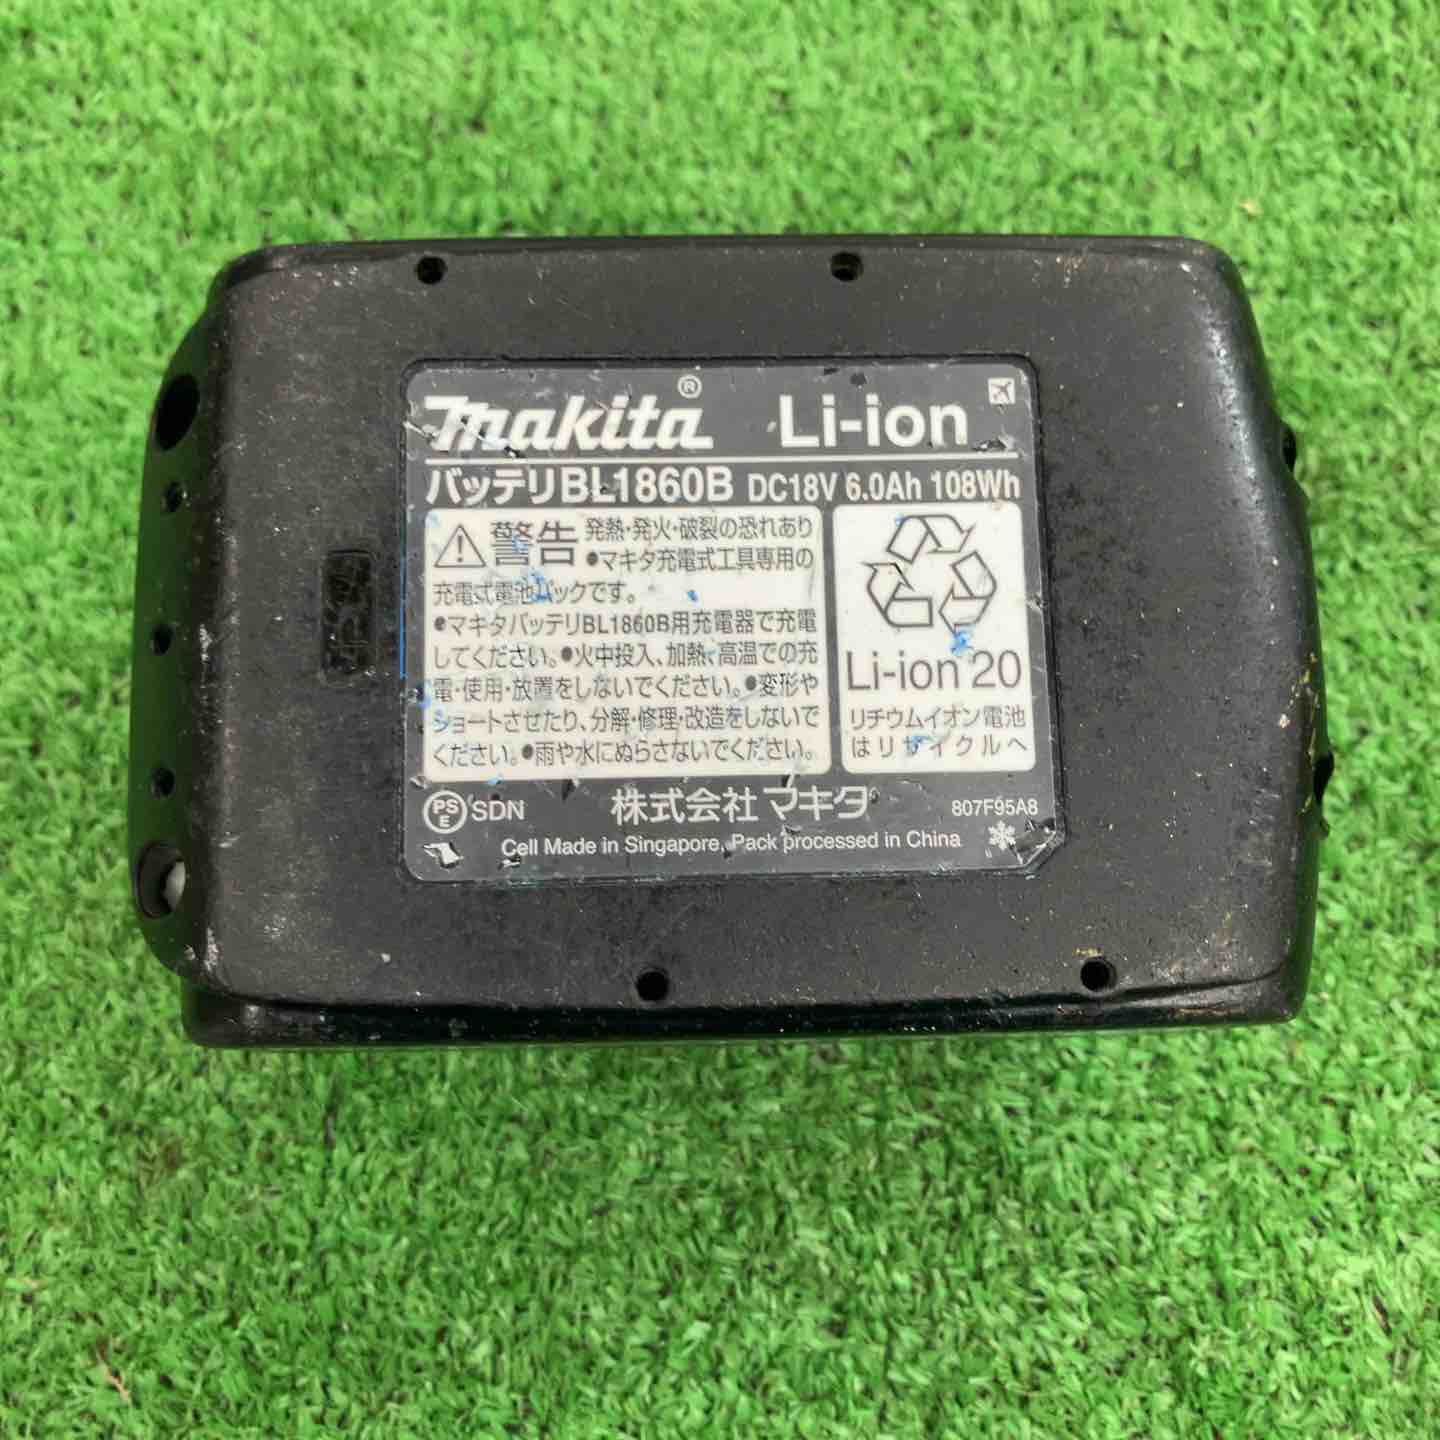 makita® Li-ion
バッテリBL1860B DC18V 6.0Ah 108Wh
警告 発熱・発火・破裂の恐れあり
●マキタ充電式工具専用の
充電式電池パックです。
●マキタバッテリBL1860B用充電器で充電
してください。●火中投入、加熱、高温での充
電・使用・放置をしないでください。●変形や
ショートさせたり、分解・修理・改造をしないで
ください。●雨や水にぬらさないでください。
Li-ion 20
リチウムイオン電池
はリサイクルへ
PS
E
SDN 株式会社マキタ 807F95A8
Cell Made in Singapore, Pack processed in China